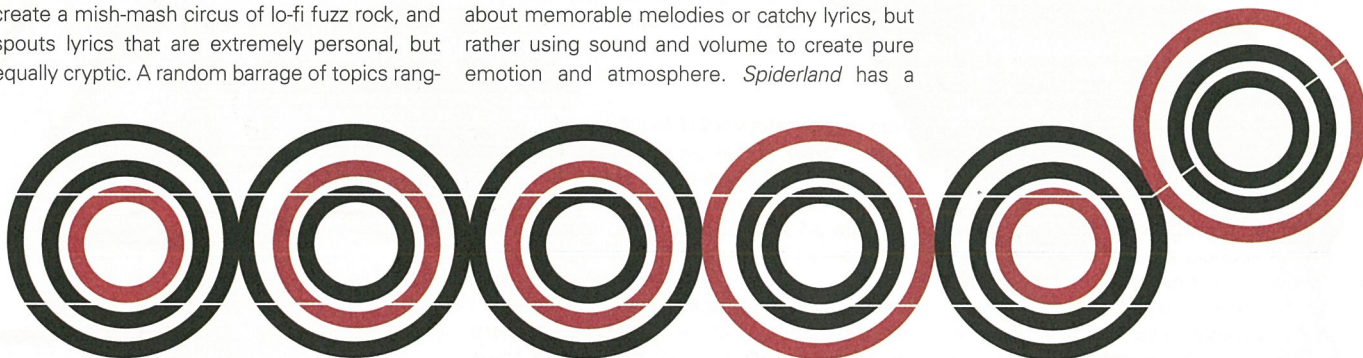 create a mish-mash circus of lo-fi fuzz rock, and
spouts lyrics that are extremely personal, but
equally cryptic. A random barrage of topics rang-
about memorable melodies or catchy lyrics, but
rather using sound and volume to create pure
emotion and atmosphere. Spiderland has a